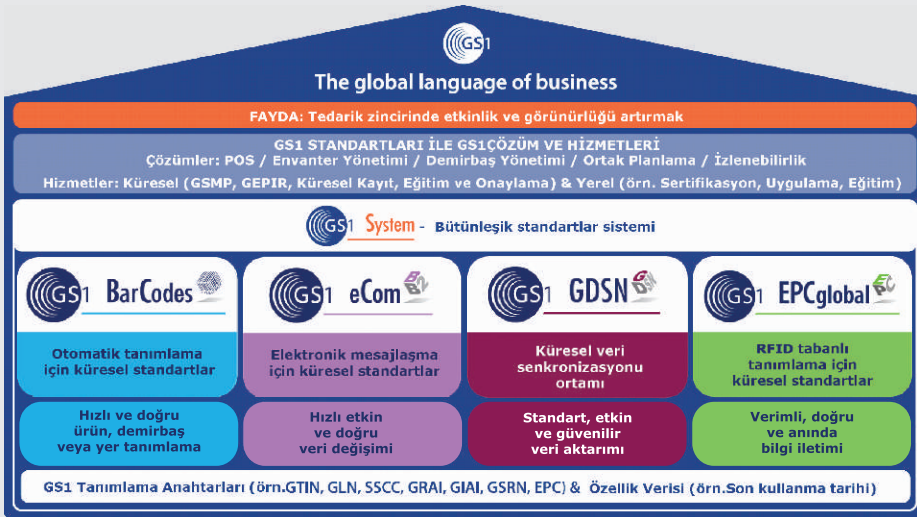 GS1
The global language of business
FAYDA: Tedarik zincirinde etkinlik ve görünürlüğü artırmak
GS1 STANDARTLARI İLE GS1ÇÖZÜM VE HİZMETLERİ
Çözümler: POS / Envanter Yönetimi / Demirbaş Yönetimi / Ortak Planlama / İzlenebilirlik
Hizmetler: Küresel (GSMP, GEPIR, Küresel Kayıt, Eğitim ve Onaylama) & Yerel (örn. Sertifikasyon, Uygulama, Eğitim)
GS1 System - Bütünleşik standartlar sistemi
GS1 BarCodes
Otomatik tanımlama
için küresel standartlar
Hızlı ve doğru
ürün, demirbaş
veya yer tanımlama
GS1 eCom
Elektronik mesajlaşma
için küresel standartlar
Hızlı etkin
ve doğru
veri değişimi
GS1 GDSN
Küresel veri
senkronizasyonu
ortamı
Standart, etkin
ve güvenilir
veri aktarımı
GS1 EPCglobal
RFID tabanlı
tanımlama için
küresel standartlar
Verimli, doğru
ve anında
bilgi iletimi
GS1 Tanımlama Anahtarları (örn.GTIN, GLN, SSCC, GRAI, GIAI, GSRN, EPC) & Özellik Verisi (örn.Son kullanma tarihi)